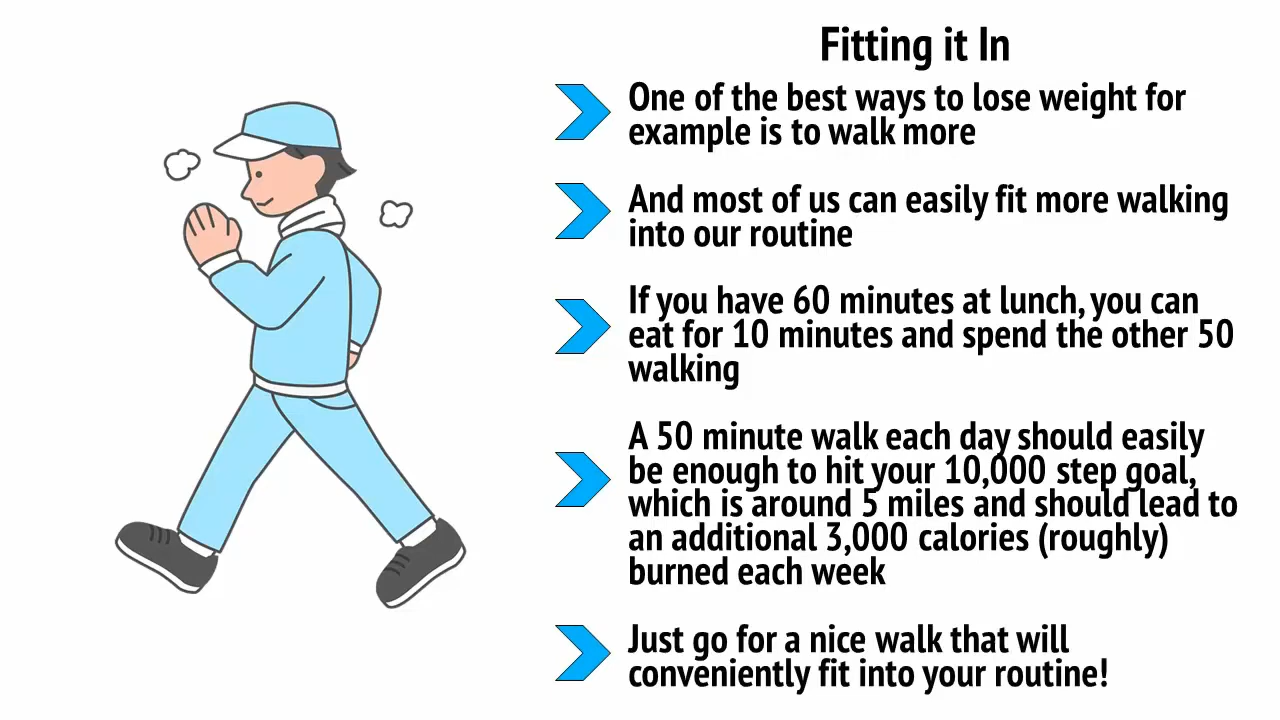 Fitting it In
One of the best ways to lose weight for
example is to walk more
And most of us can easily fit more walking
into our routine
If you have 60 minutes at lunch, you can
eat for 10 minutes and spend the other 50
walking
A 50 minute walk each day should easily
be enough to hit your 10,000 step goal,
which is around 5 miles and should lead to
an additional 3,000 calories (roughly)
burned each week
Just go for a nice walk that will
conveniently fit into your routine!